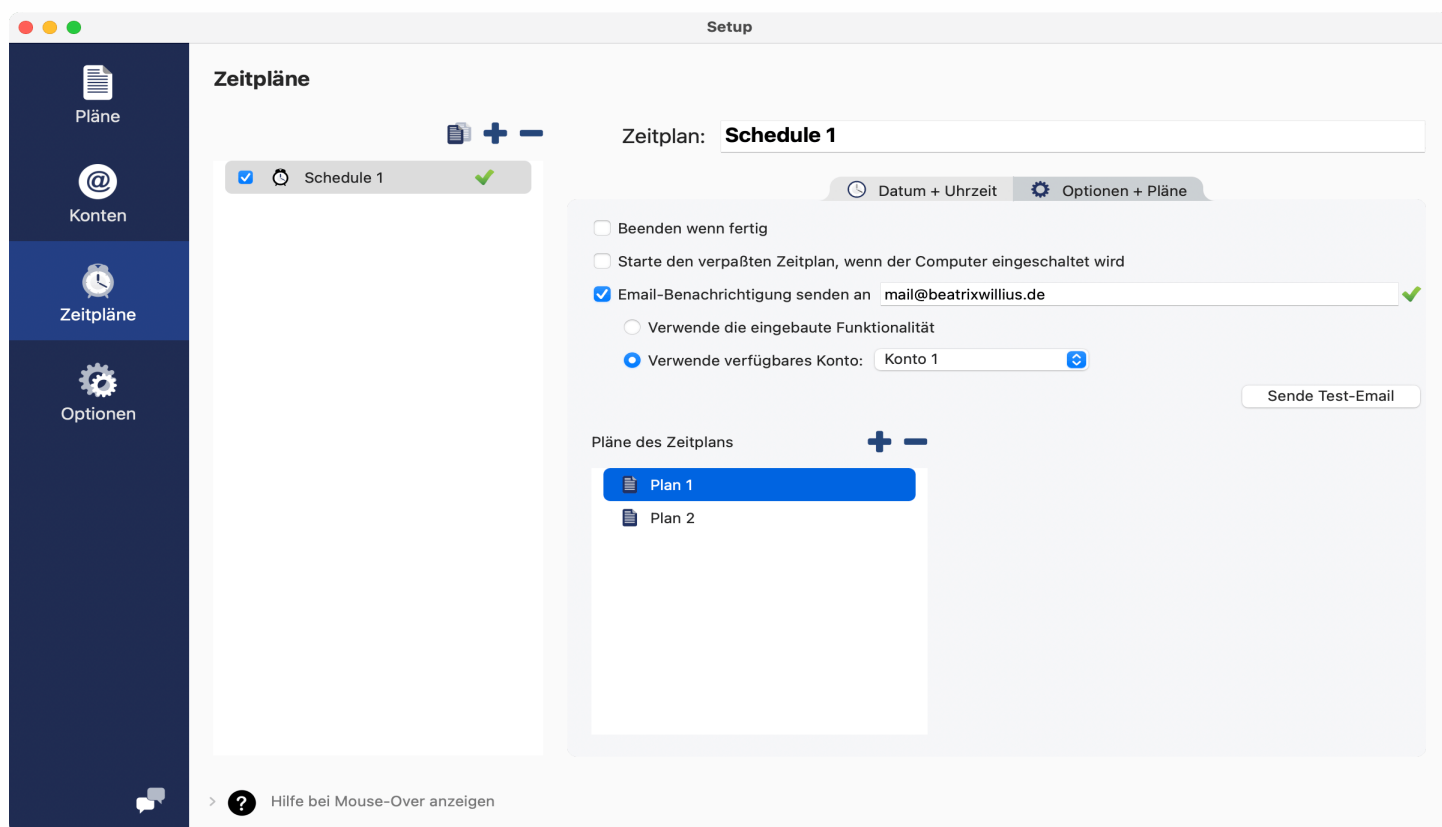 Setup
Pläne
Konten
Zeitpläne
Optionen
Zeitpläne
Schedule 1
Zeitplan: Schedule 1
Datum + Uhrzeit Optionen + Pläne
Beenden wenn fertig
Starte den verpaßten Zeitplan, wenn der Computer eingeschaltet wird
Email-Benachrichtigung senden an mail@beatrixwillius.de
Verwende die eingebaute Funktionalität
Verwende verfügbares Konto: Konto 1
Sende Test-Email
Pläne des Zeitplans
Plan 1
Plan 2
? Hilfe bei Mouse-Over anzeigen